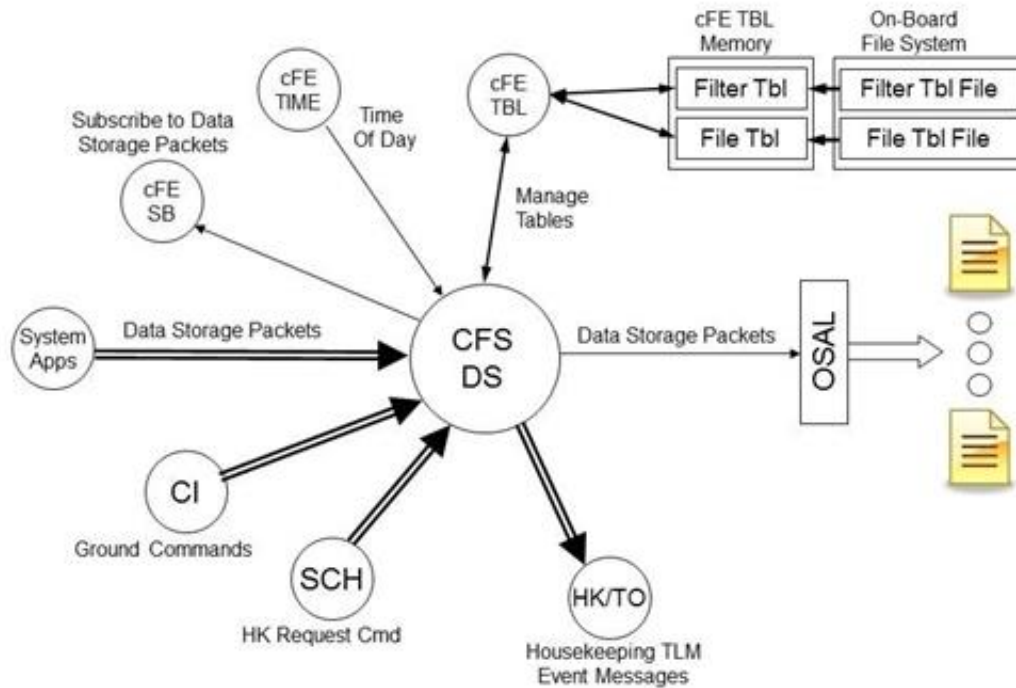 cFE TBL
Memory
On-Board
File System
cFE
TIME
cFE
TBL
Filter Tbl
Filter Tbl File
File Tbl
File Tbl File
Time
Of Day
Subscribe to Data
Storage Packets
cFE
SB
Manage
Tables
System
Apps
Data Storage Packets
CFS
DS
Data Storage Packets
OSAL
CI
Ground Commands
SCH
HK Request Cmd
HK/TO
Housekeeping TLM
Event Messages